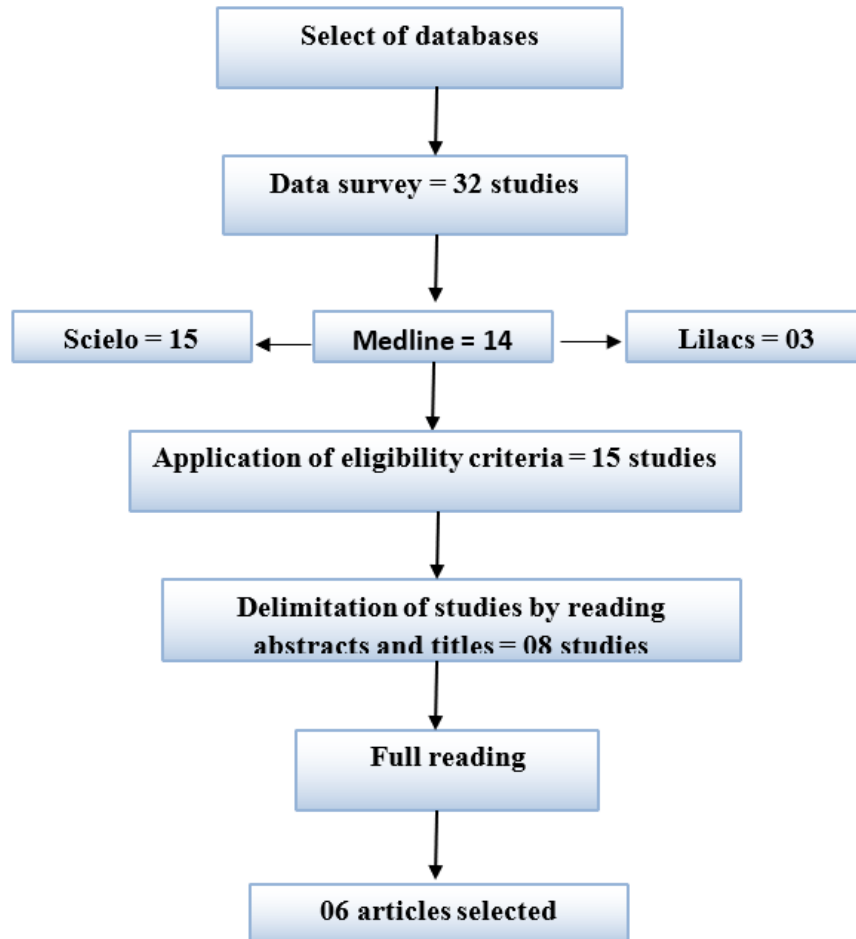 Select of databases
Data survey = 32 studies
Scielo = 15
Medline = 14
Lilacs = 03
Application of eligibility criteria = 15 studies
Delimitation of studies by reading
abstracts and titles = 08 studies
Full reading
06 articles selected